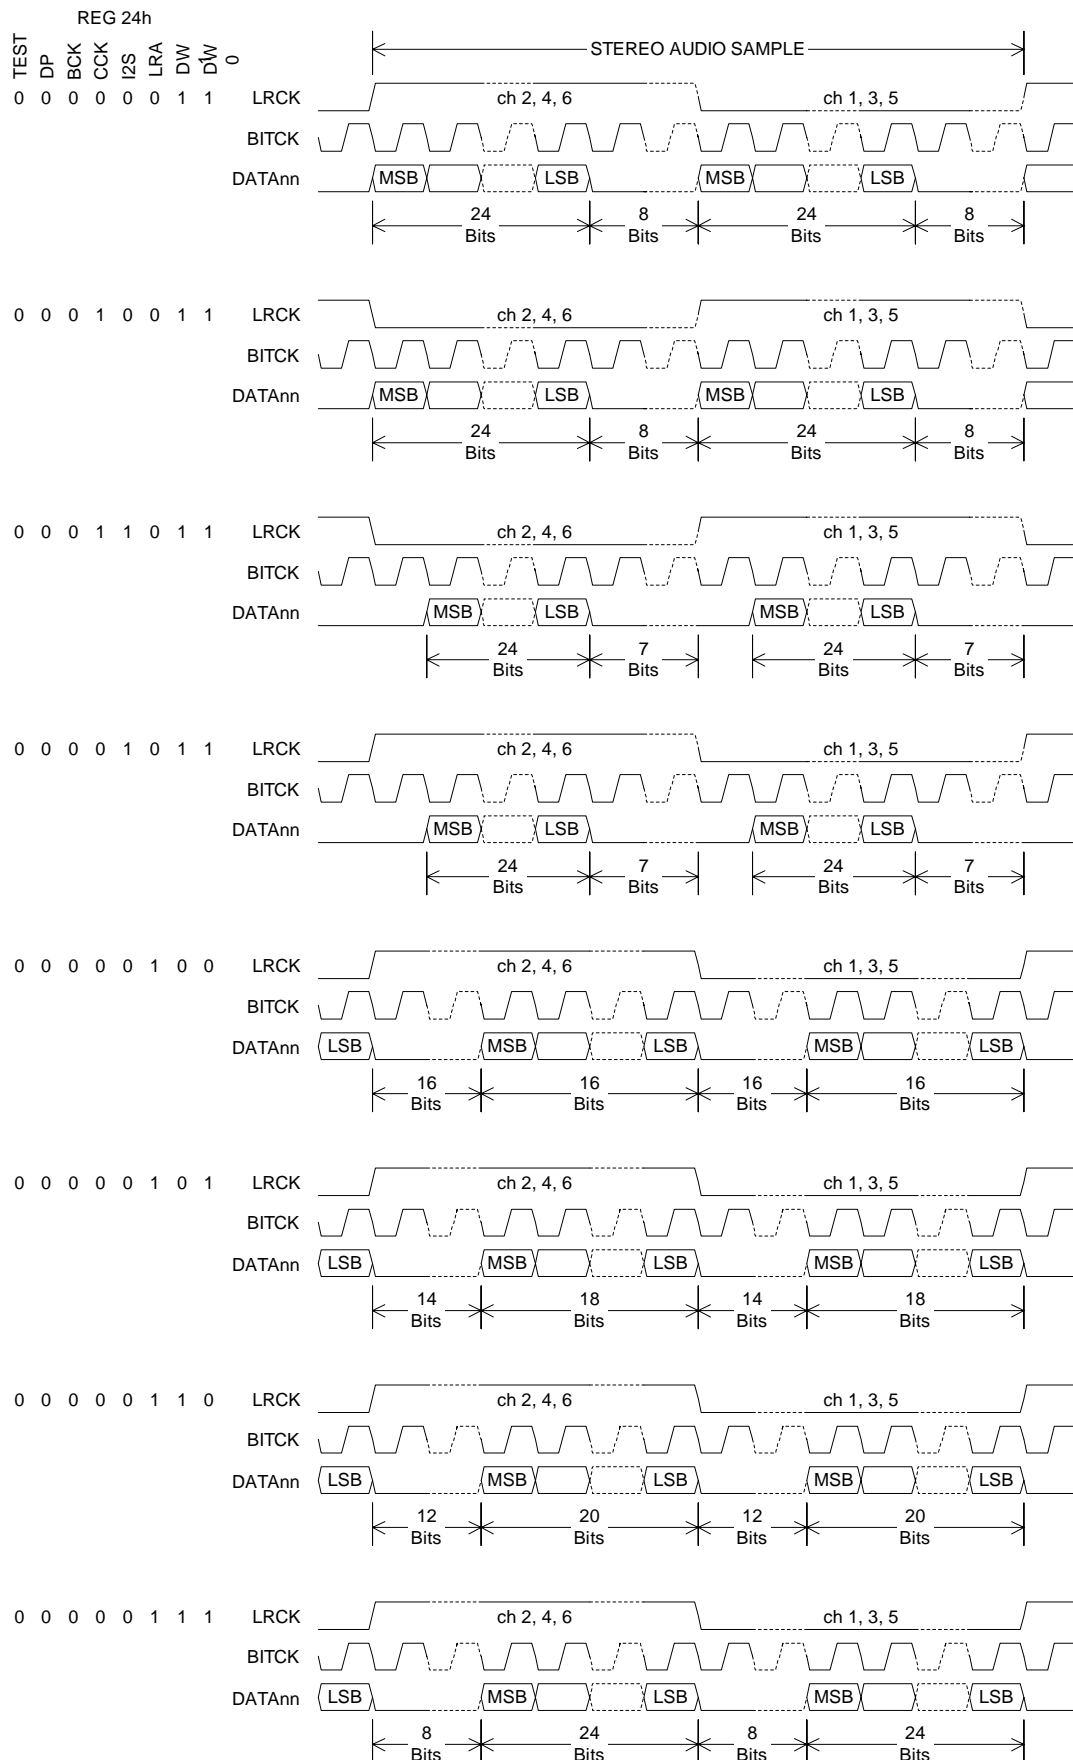 REG 24h
TEST DP BCK CCK I2S LRA DW1 DW0
STEREO AUDIO SAMPLE
0 0 0 0 0 0 1 1 LRCK ch 2, 4, 6 ch 1, 3, 5
BITCK
DATAnn MSB LSB MSB LSB
24 Bits 8 Bits 24 Bits 8 Bits
0 0 0 1 0 0 1 1 LRCK ch 2, 4, 6 ch 1, 3, 5
BITCK
DATAnn MSB LSB MSB LSB
24 Bits 8 Bits 24 Bits 8 Bits
0 0 0 1 1 0 1 1 LRCK ch 2, 4, 6 ch 1, 3, 5
BITCK
DATAnn MSB LSB MSB LSB
24 Bits 7 Bits 24 Bits 7 Bits
0 0 0 0 1 0 1 1 LRCK ch 2, 4, 6 ch 1, 3, 5
BITCK
DATAnn MSB LSB MSB LSB
24 Bits 7 Bits 24 Bits 7 Bits
0 0 0 0 0 1 0 0 LRCK ch 2, 4, 6 ch 1, 3, 5
BITCK
DATAnn LSB MSB LSB MSB LSB
16 Bits 16 Bits 16 Bits 16 Bits
0 0 0 0 0 1 0 1 LRCK ch 2, 4, 6 ch 1, 3, 5
BITCK
DATAnn LSB MSB LSB MSB LSB
14 Bits 18 Bits 14 Bits 18 Bits
0 0 0 0 0 1 1 0 LRCK ch 2, 4, 6 ch 1, 3, 5
BITCK
DATAnn LSB MSB LSB MSB LSB
12 Bits 20 Bits 12 Bits 20 Bits
0 0 0 0 0 1 1 1 LRCK ch 2, 4, 6 ch 1, 3, 5
BITCK
DATAnn LSB MSB LSB MSB LSB
8 Bits 24 Bits 8 Bits 24 Bits